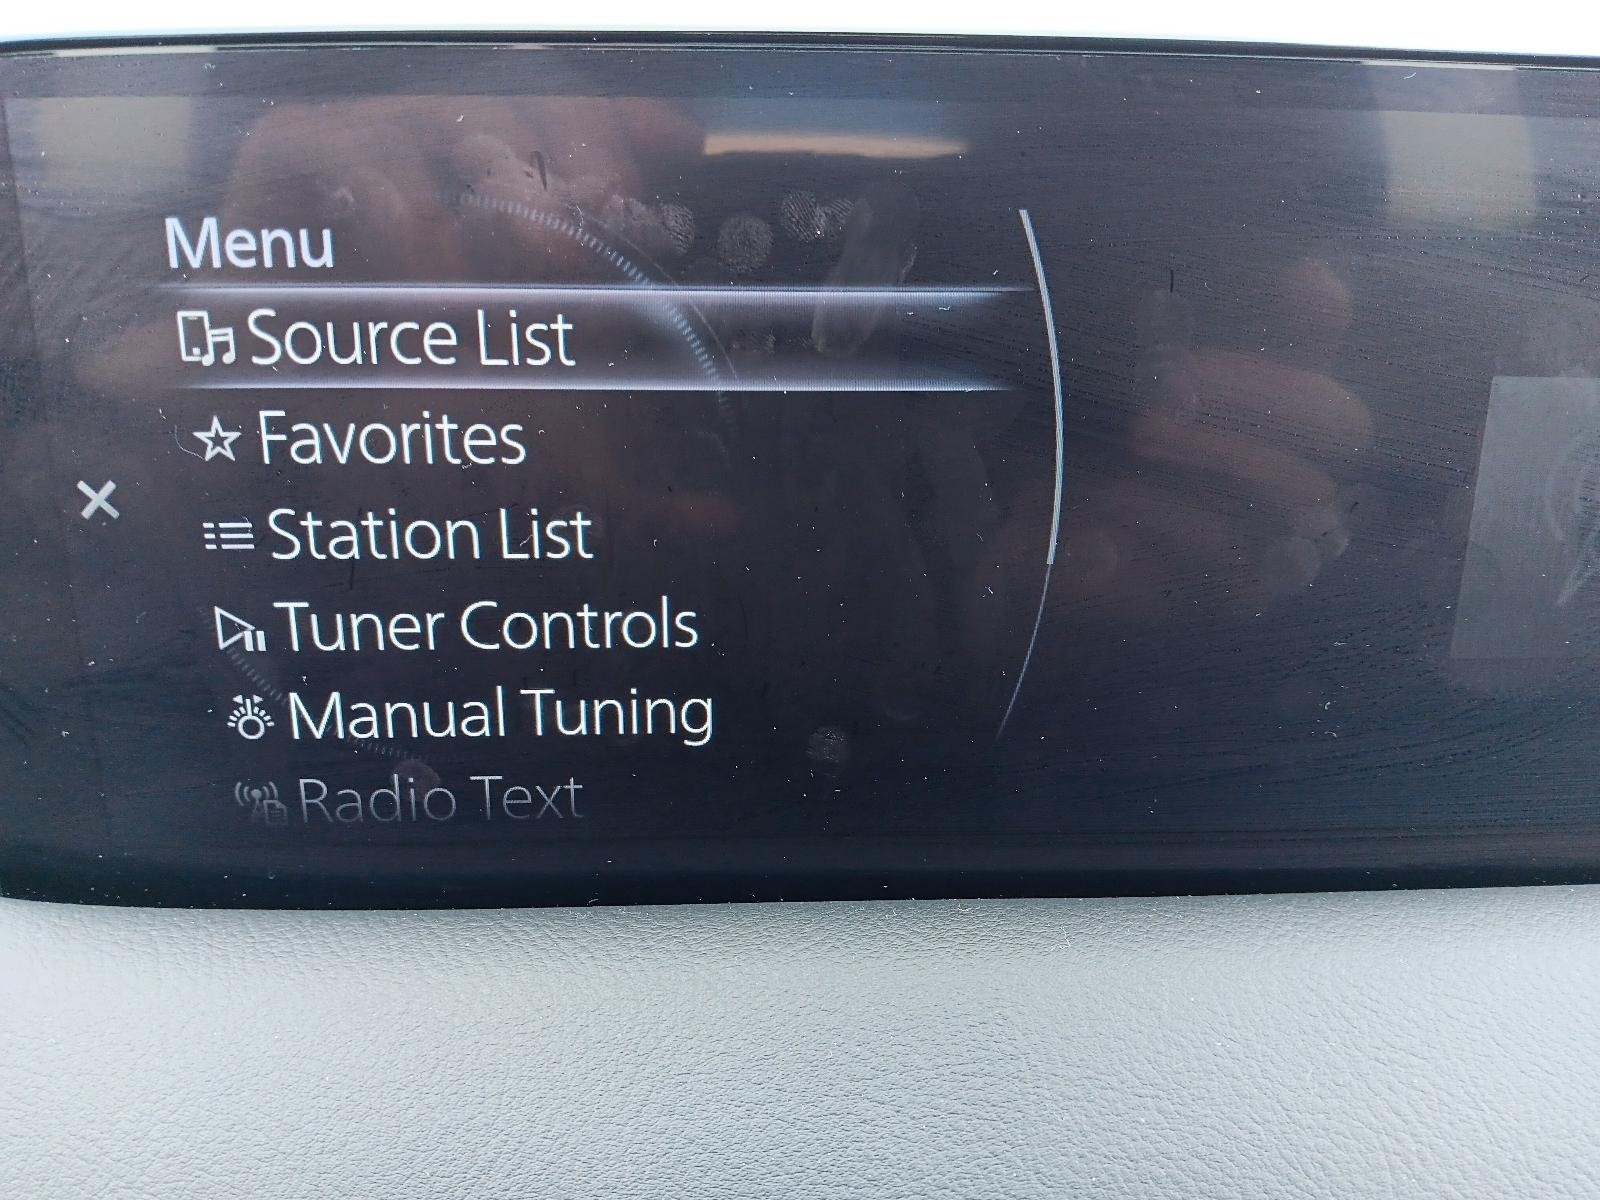 Menu
Source List
Favorites
Station List
Tuner Controls
Manual Tuning
Radio Text